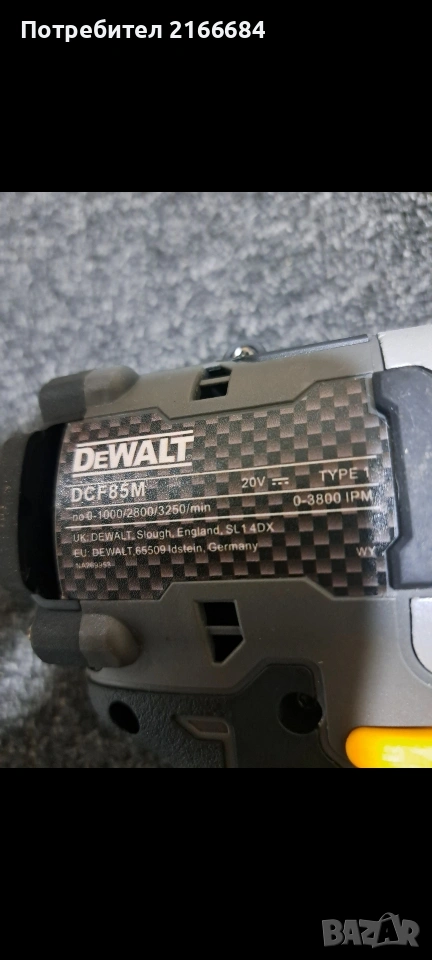 Потребител 2166684
DEWALT
DCF85M
20V TYPE 1
no 0-1000/2800/3250/min
0-3800 IPM
UK: DEWALT, Slough, England, SL1 4DX
EU: DEWALT, 65509 Idstein, Germany
WY
BAZAR